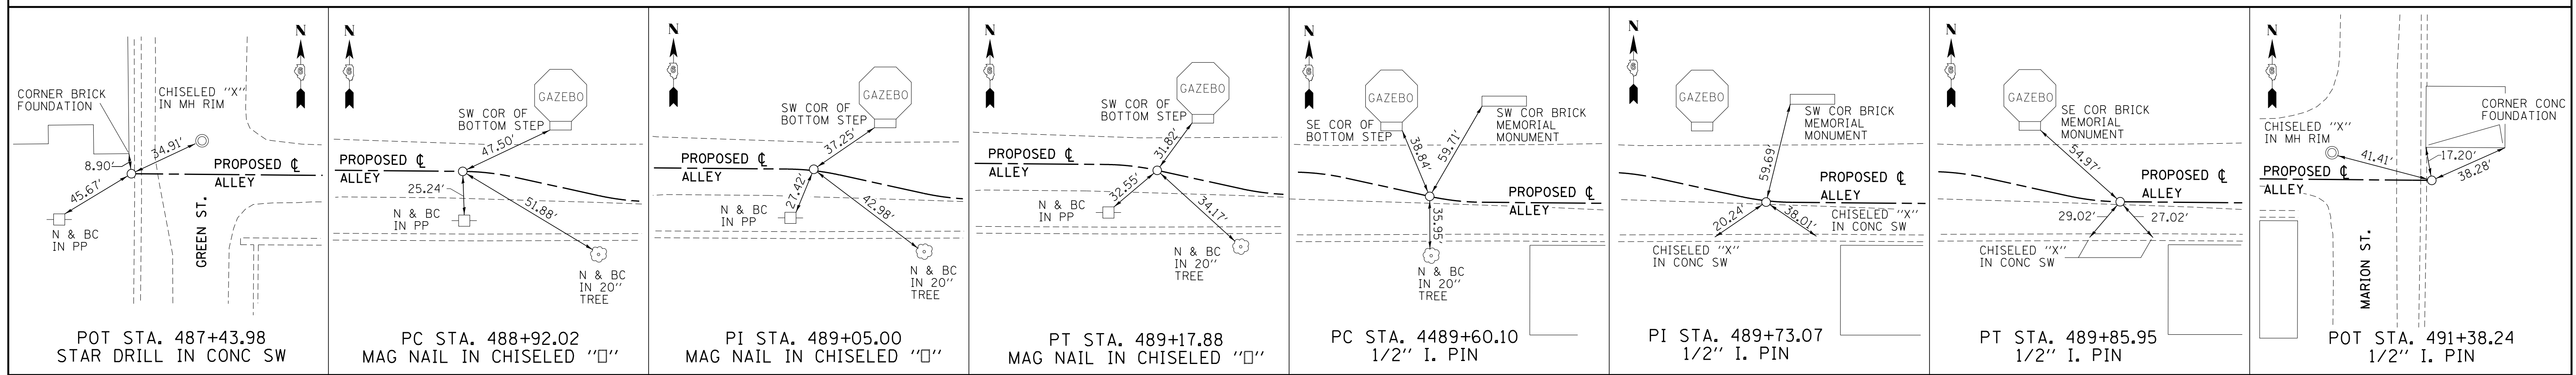 N
CORNER BRICK
FOUNDATION
CHISELED "X"
IN MH RIM
34.91'
8.90'
45.67'
PROPOSED ℄
ALLEY
N & BC
IN PP
GREEN ST.
POT STA. 487+43.98
STAR DRILL IN CONC SW
N
GAZEBO
SW COR OF
BOTTOM STEP
47.50'
PROPOSED ℄
ALLEY
25.24'
51.88'
N & BC
IN PP
N & BC
IN 20"
TREE
PC STA. 488+92.02
MAG NAIL IN CHISELED "□"
N
GAZEBO
SW COR OF
BOTTOM STEP
37.25'
PROPOSED ℄
ALLEY
27.42'
42.98'
N & BC
IN PP
N & BC
IN 20"
TREE
PI STA. 489+05.00
MAG NAIL IN CHISELED "□"
N
GAZEBO
SW COR OF
BOTTOM STEP
31.82'
PROPOSED ℄
ALLEY
32.55'
34.17'
N & BC
IN PP
N & BC
IN 20"
TREE
PT STA. 489+17.88
MAG NAIL IN CHISELED "□"
N
GAZEBO
SE COR OF
BOTTOM STEP
SW COR BRICK
MEMORIAL
MONUMENT
38.84'
59.71'
PROPOSED ℄
ALLEY
35.95'
N & BC
IN 20"
TREE
PC STA. 4489+60.10
1/2" I. PIN
N
GAZEBO
SW COR BRICK
MEMORIAL
MONUMENT
59.69'
PROPOSED ℄
ALLEY
20.24'
38.01'
CHISELED "X"
IN CONC SW
CHISELED "X"
IN CONC SW
PI STA. 489+73.07
1/2" I. PIN
N
GAZEBO
SE COR BRICK
MEMORIAL
MONUMENT
54.97'
PROPOSED ℄
ALLEY
29.02'
27.02'
CHISELED "X"
IN CONC SW
PT STA. 489+85.95
1/2" I. PIN
N
CORNER CONC
FOUNDATION
CHISELED "X"
IN MH RIM
41.41'
17.20'
38.28'
PROPOSED ℄
ALLEY
MARION ST.
POT STA. 491+38.24
1/2" I. PIN